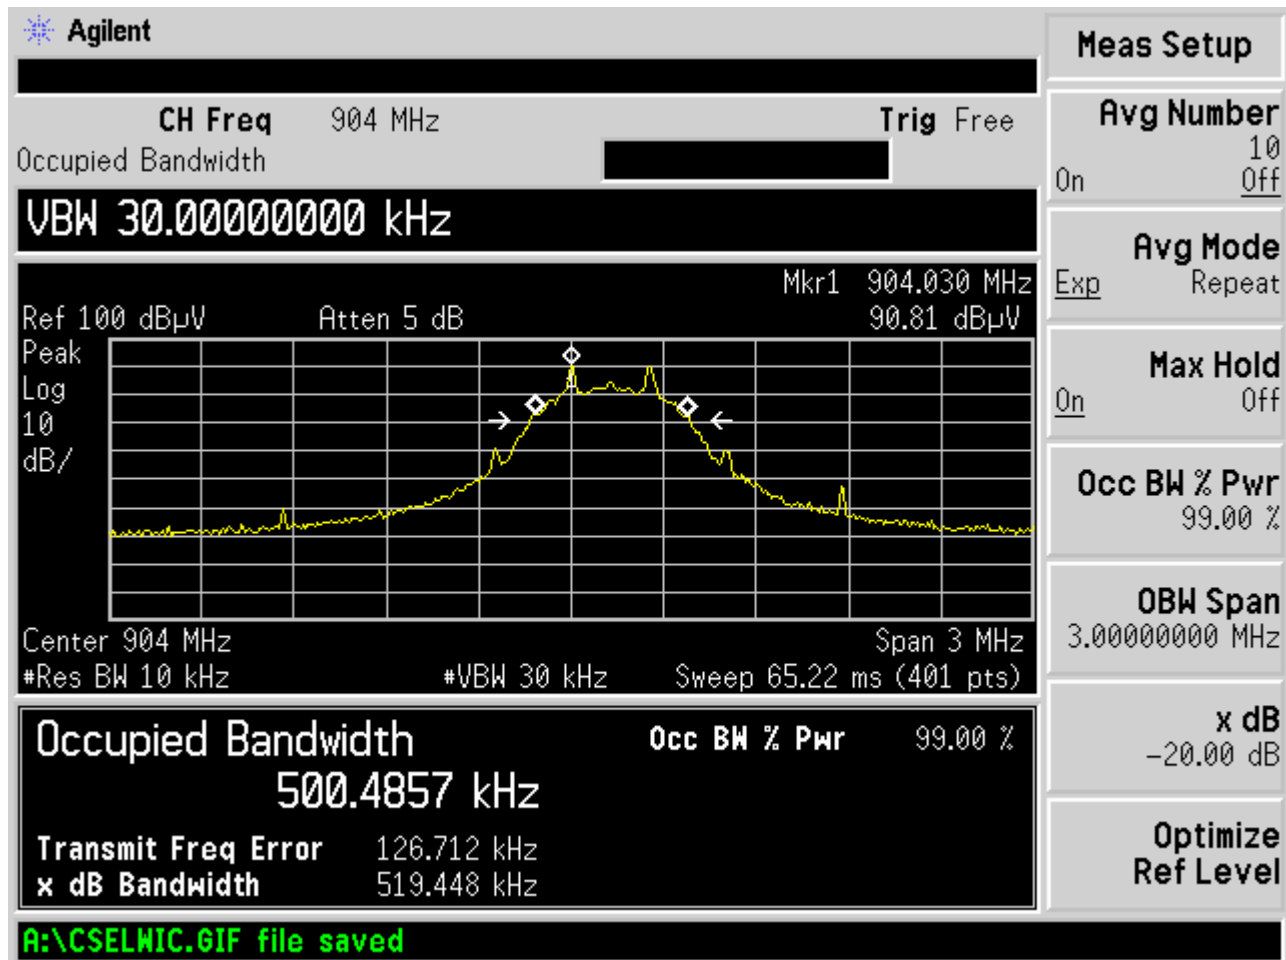 Agilent
CH Freq 904 MHz Trig Free
Occupied Bandwidth
VBW 30.00000000 kHz
Mkr1 904.030 MHz
Ref 100 dBµV Atten 5 dB 90.81 dBµV
Peak
Log
10
dB/
1
Center 904 MHz Span 3 MHz
#Res BW 10 kHz #VBW 30 kHz Sweep 65.22 ms (401 pts)
Occupied Bandwidth Occ BW % Pwr 99.00 %
500.4857 kHz
Transmit Freq Error 126.712 kHz
x dB Bandwidth 519.448 kHz
A:\CSELWIC.GIF file saved
Meas Setup
Avg Number
10
On Off
Avg Mode
Exp Repeat
Max Hold
On Off
Occ BW % Pwr
99.00 %
OBW Span
3.00000000 MHz
x dB
-20.00 dB
Optimize
Ref Level